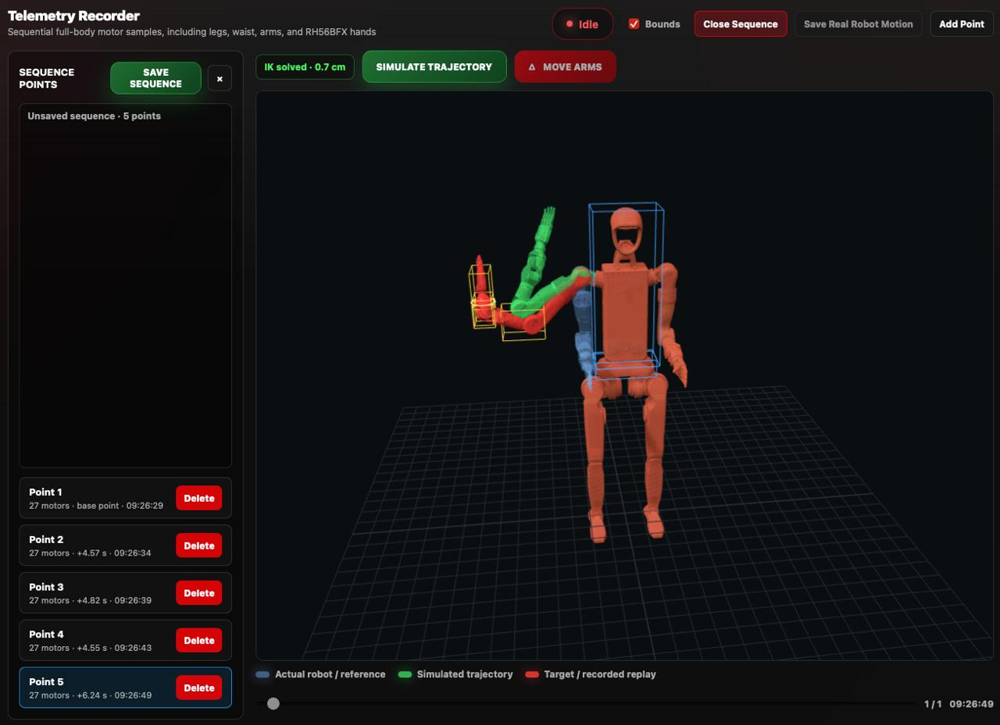 Telemetry Recorder
Sequential full-body motor samples, including legs, waist, arms, and RH56BFX hands
Idle
Bounds
Close Sequence
Save Real Robot Motion
Add Point
SEQUENCE
POINTS
SAVE
SEQUENCE
×
Unsaved sequence · 5 points
Point 1
27 motors · base point · 09:26:29
Delete
Point 2
27 motors · +4.57 s · 09:26:34
Delete
Point 3
27 motors · +4.82 s · 09:26:39
Delete
Point 4
27 motors · +4.55 s · 09:26:43
Delete
Point 5
27 motors · +6.24 s · 09:26:49
Delete
IK solved · 0.7 cm
SIMULATE TRAJECTORY
MOVE ARMS
Actual robot / reference
Simulated trajectory
Target / recorded replay
1 / 1 09:26:49